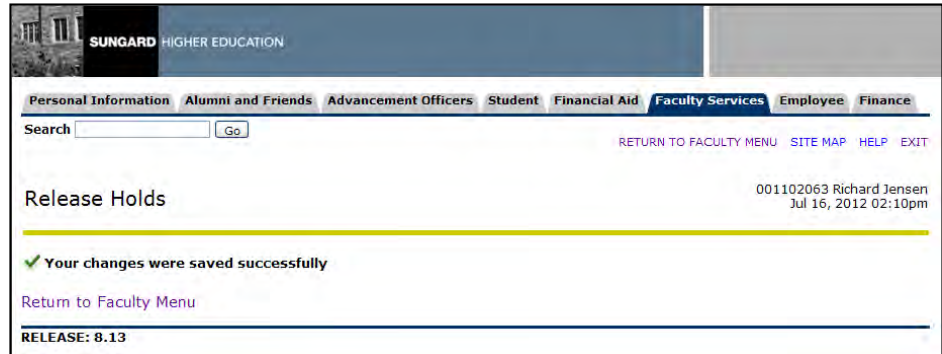 SUNGARD HIGHER EDUCATION
Personal Information Alumni and Friends Advancement Officers Student Financial Aid Faculty Services Employee Finance
Search Go
RETURN TO FACULTY MENU SITE MAP HELP EXIT
Release Holds
001102063 Richard Jensen
Jul 16, 2012 02:10pm
Your changes were saved successfully
Return to Faculty Menu
RELEASE: 8.13